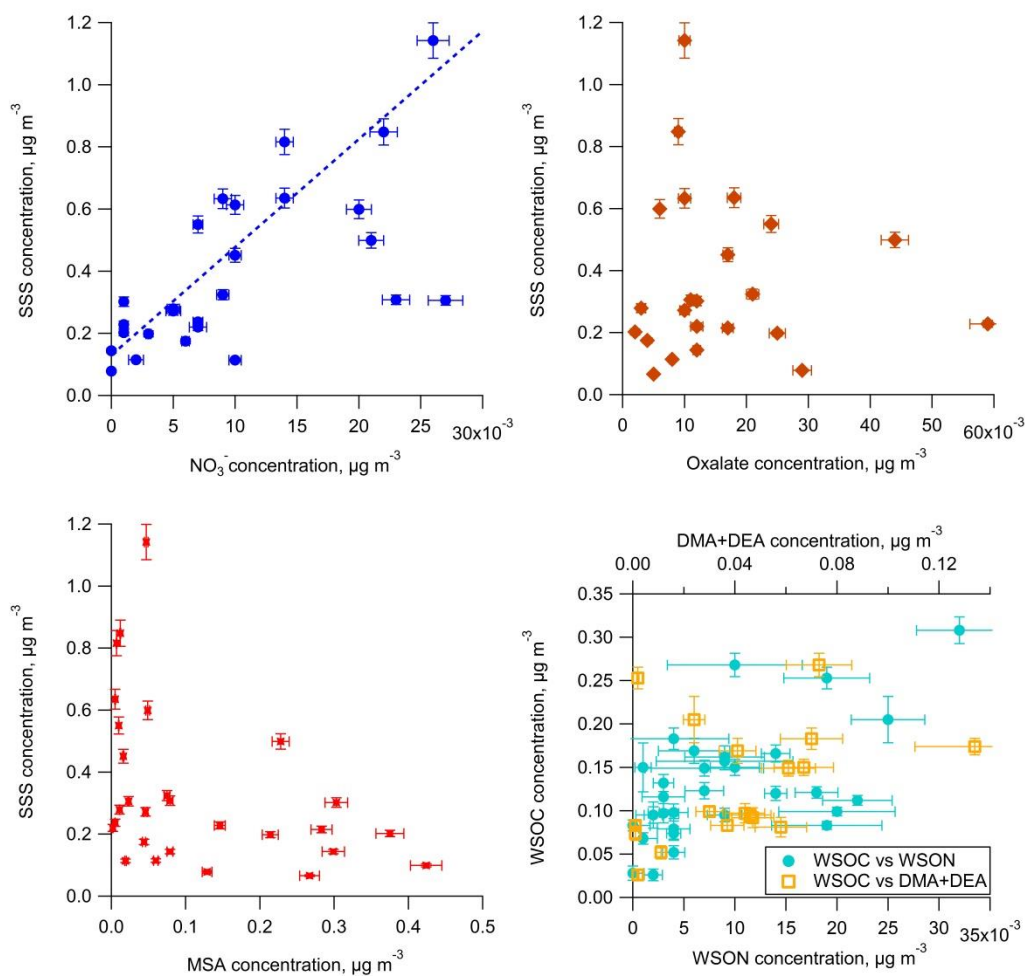 1.2
1.0
0.8
0.6
0.4
0.2
0.0
SSS concentration, µg m⁻³
0 5 10 15 20 25 30x10⁻³
NO₃⁻ concentration, µg m⁻³
1.2
1.0
0.8
0.6
0.4
0.2
0.0
SSS concentration, µg m⁻³
0 10 20 30 40 50 60x10⁻³
Oxalate concentration, µg m⁻³
1.2
1.0
0.8
0.6
0.4
0.2
0.0
SSS concentration, µg m⁻³
0.0 0.1 0.2 0.3 0.4 0.5
MSA concentration, µg m⁻³
DMA+DEA concentration, µg m⁻³
0.00 0.04 0.08 0.12
0.35
0.30
0.25
0.20
0.15
0.10
0.05
0.00
WSOC concentration, µg m⁻³
WSOC vs WSON
WSOC vs DMA+DEA
0 5 10 15 20 25 30 35x10⁻³
WSON concentration, µg m⁻³